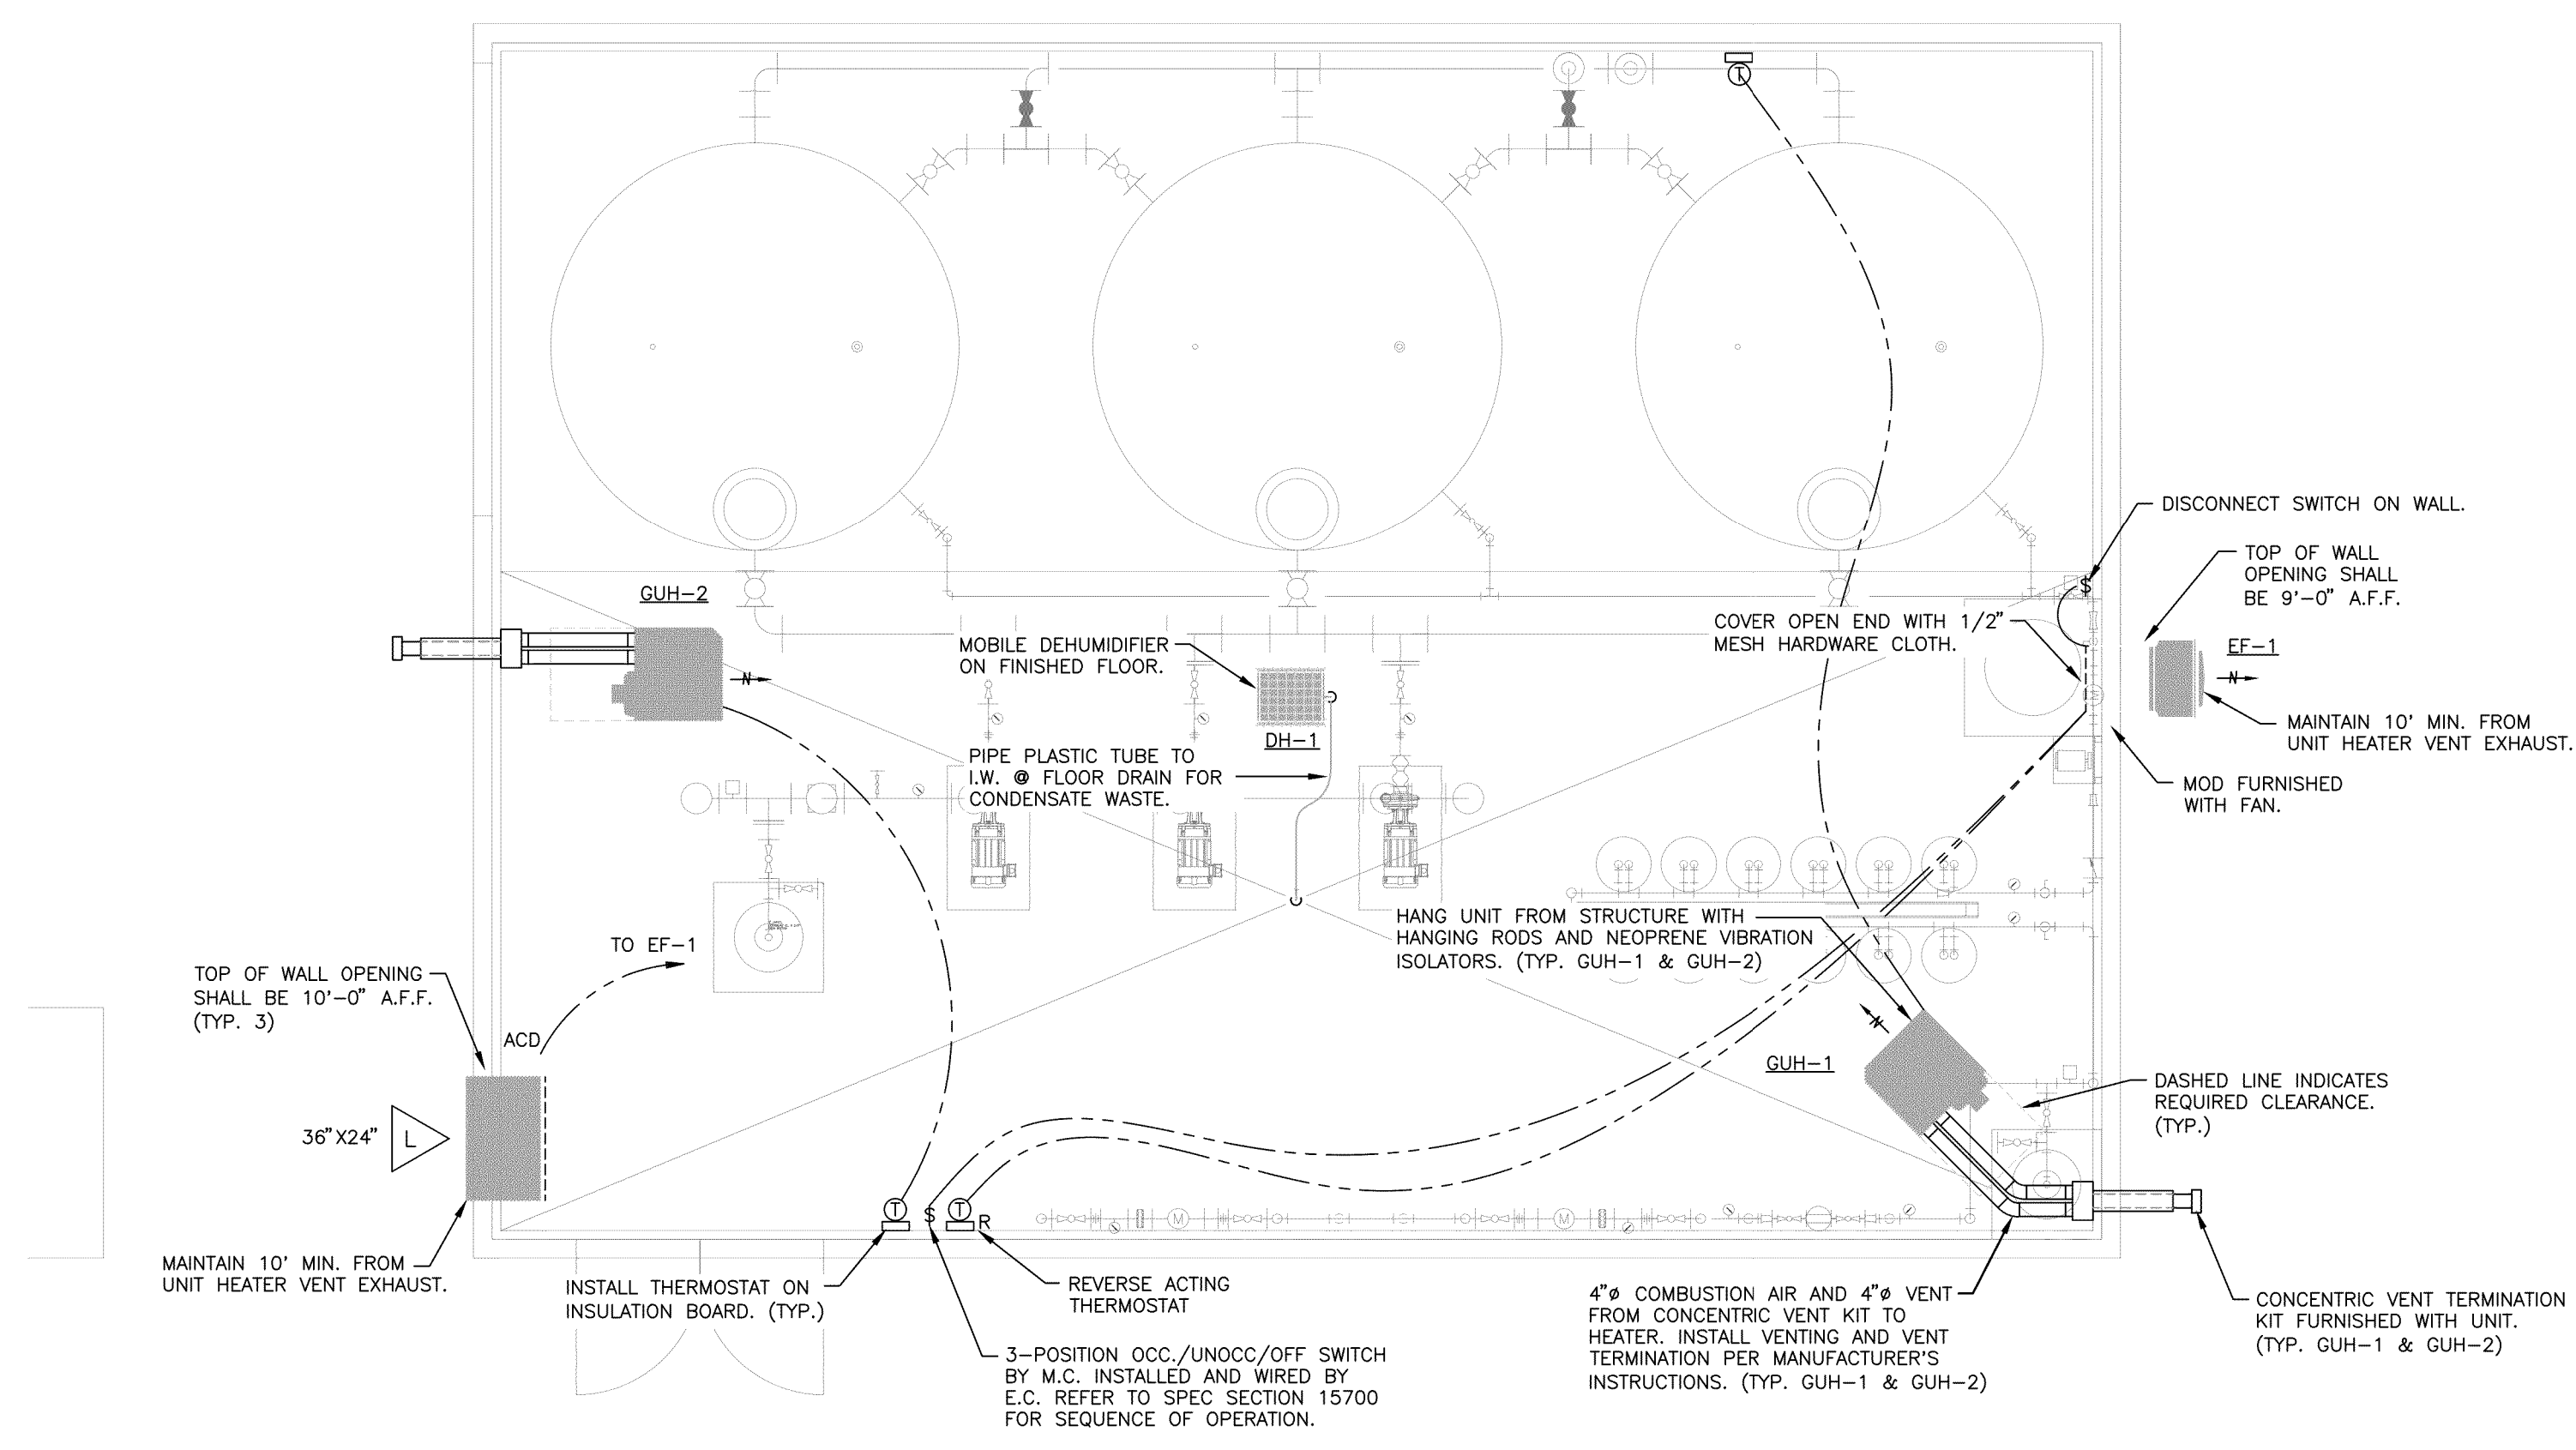 T
DISCONNECT SWITCH ON WALL.
$
TOP OF WALL
OPENING SHALL
BE 9'-0" A.F.F.
GUH-2
COVER OPEN END WITH 1/2"
MESH HARDWARE CLOTH.
MOBILE DEHUMIDIFIER
ON FINISHED FLOOR.
EF-1
DH-1
M
MAINTAIN 10' MIN. FROM
UNIT HEATER VENT EXHAUST.
PIPE PLASTIC TUBE TO
I.W. @ FLOOR DRAIN FOR
CONDENSATE WASTE.
MOD FURNISHED
WITH FAN.
HANG UNIT FROM STRUCTURE WITH
HANGING RODS AND NEOPRENE VIBRATION
ISOLATORS. (TYP. GUH-1 & GUH-2)
TO EF-1
TOP OF WALL OPENING
SHALL BE 10'-0" A.F.F.
(TYP. 3)
ACD
GUH-1
DASHED LINE INDICATES
REQUIRED CLEARANCE.
(TYP.)
36"X24"
L
T
$
T
R
M
M
MAINTAIN 10' MIN. FROM
UNIT HEATER VENT EXHAUST.
INSTALL THERMOSTAT ON
INSULATION BOARD. (TYP.)
REVERSE ACTING
THERMOSTAT
4"ø COMBUSTION AIR AND 4"ø VENT
FROM CONCENTRIC VENT KIT TO
HEATER. INSTALL VENTING AND VENT
TERMINATION PER MANUFACTURER'S
INSTRUCTIONS. (TYP. GUH-1 & GUH-2)
CONCENTRIC VENT TERMINATION
KIT FURNISHED WITH UNIT.
(TYP. GUH-1 & GUH-2)
3-POSITION OCC./UNOCC/OFF SWITCH
BY M.C. INSTALLED AND WIRED BY
E.C. REFER TO SPEC SECTION 15700
FOR SEQUENCE OF OPERATION.